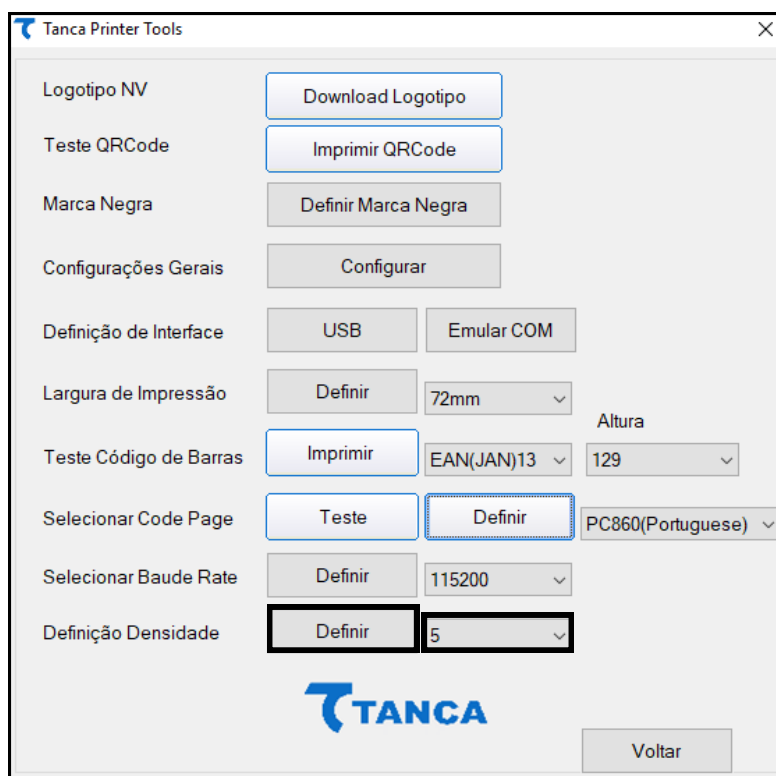 Tanca Printer Tools
Logotipo NV Download Logotipo
Teste QRCode Imprimir QRCode
Marca Negra Definir Marca Negra
Configurações Gerais Configurar
Definição de Interface USB Emular COM
Largura de Impressão Definir 72mm
Altura
Teste Código de Barras Imprimir EAN(JAN)13 129
Selecionar Code Page Teste Definir PC860(Portuguese)
Selecionar Baude Rate Definir 115200
Definição Densidade Definir 5
TANCA
Voltar